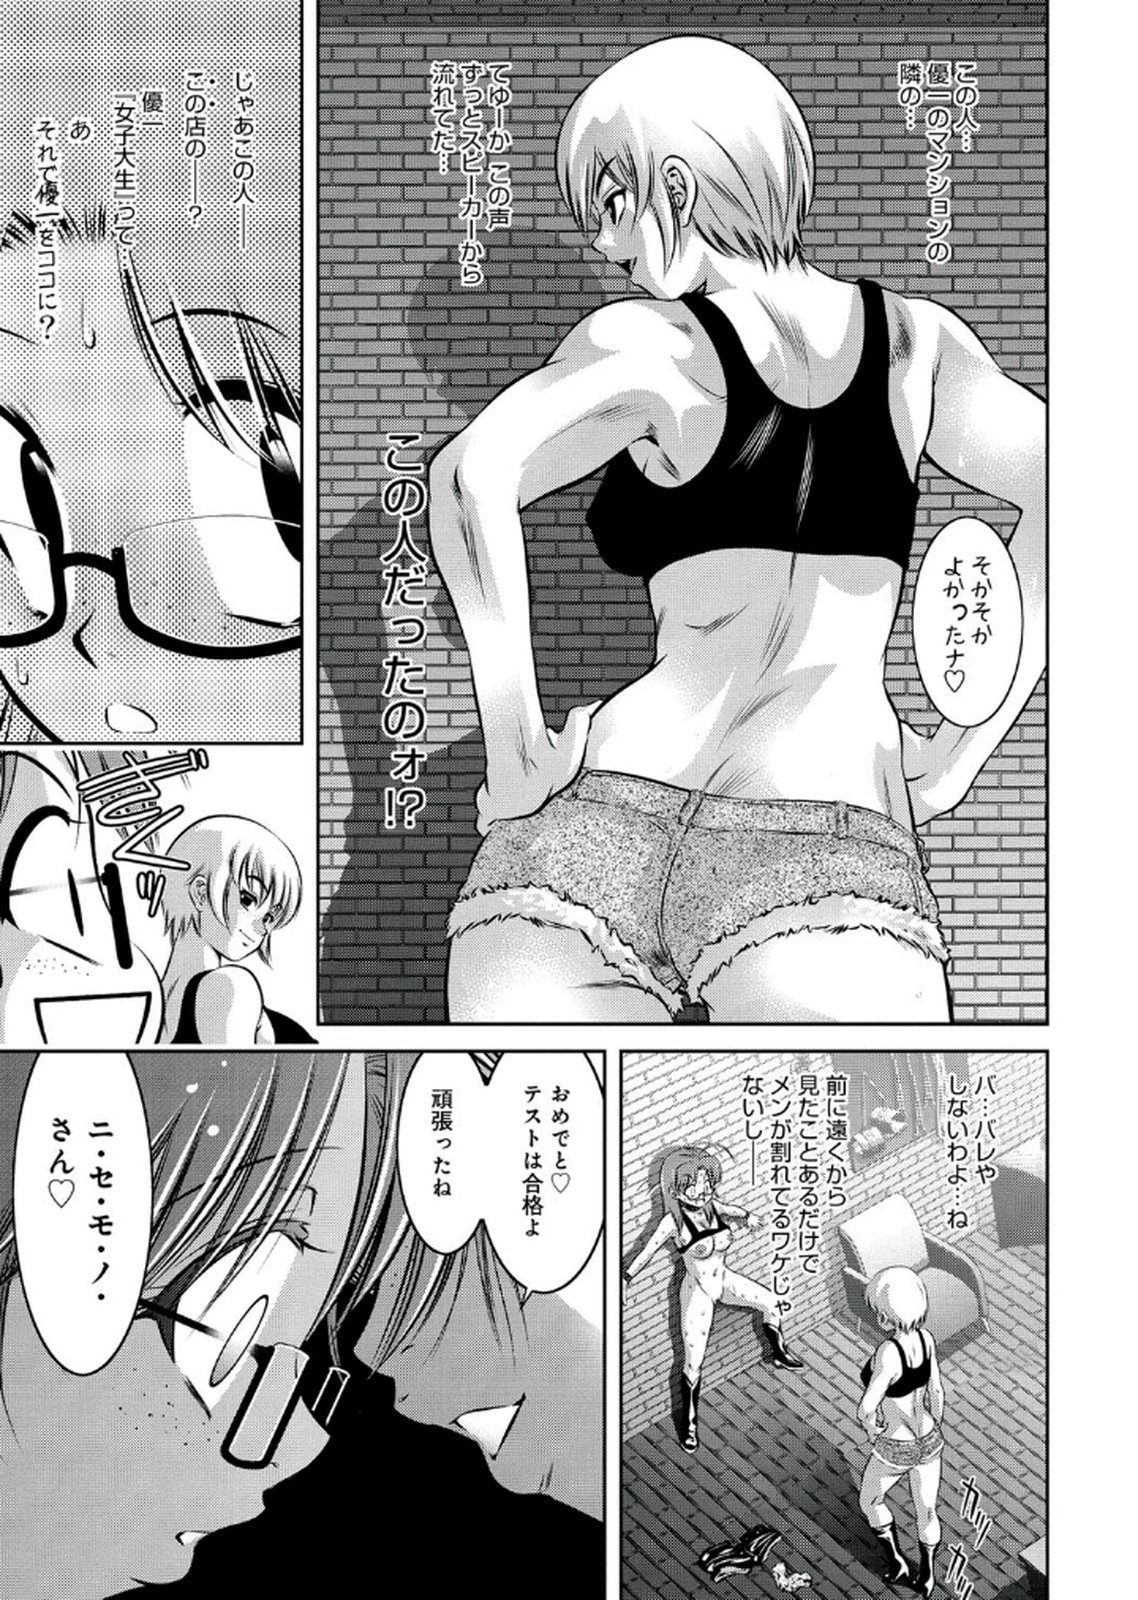 この人…
優一のマンションの
隣の…
てゆーか この声
ずっとスピーカーから
流れてた…
そかそか
よかったナ♡
この人だったのォ!?
じゃあこの人――
この店の――?
優一
『女子大生』って…
あ
それで優一をココに?
バ…バレや
しないわよ…ね
前に遠くから
見たことあるだけで
メンが割れてるワケじゃ
ないし――
カッ
カッ
おめでと♡
テストは合格よ
頑張ったね
ニ・セ・モ・ノ・
さん♡